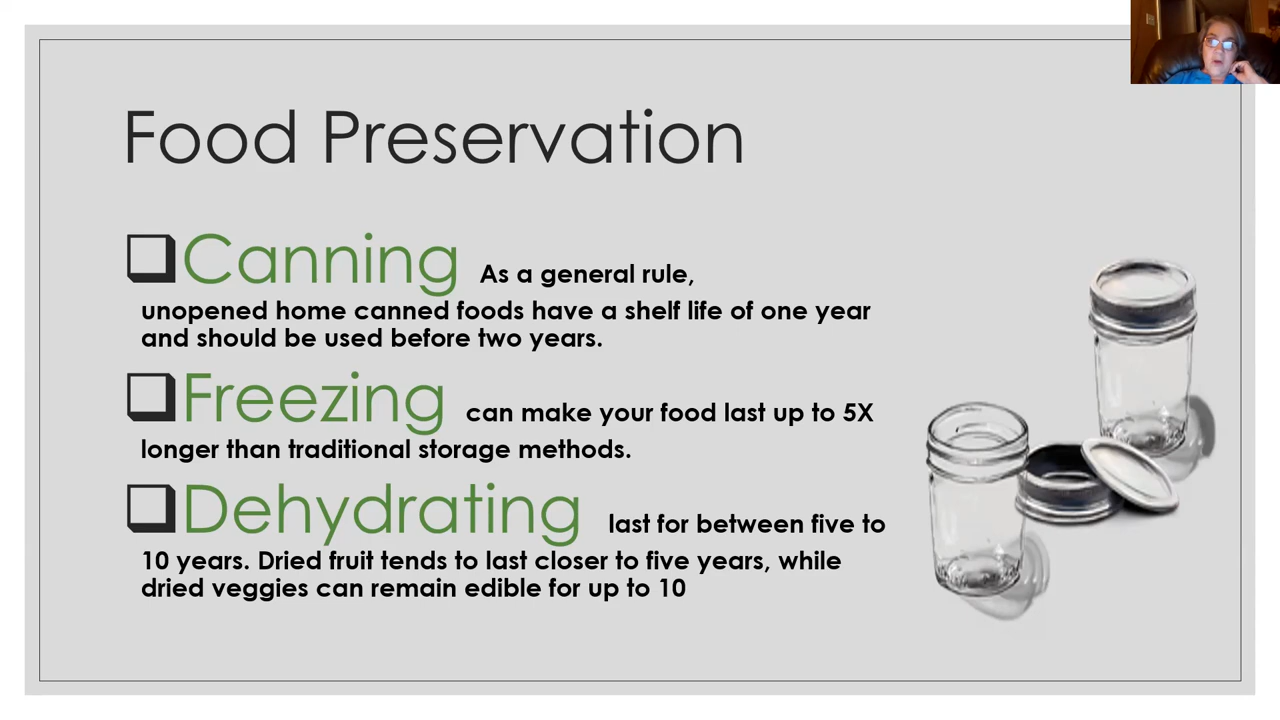 Food Preservation
Canning As a general rule,
unopened home canned foods have a shelf life of one year
and should be used before two years.
Freezing can make your food last up to 5X
longer than traditional storage methods.
Dehydrating last for between five to
10 years. Dried fruit tends to last closer to five years, while
dried veggies can remain edible for up to 10